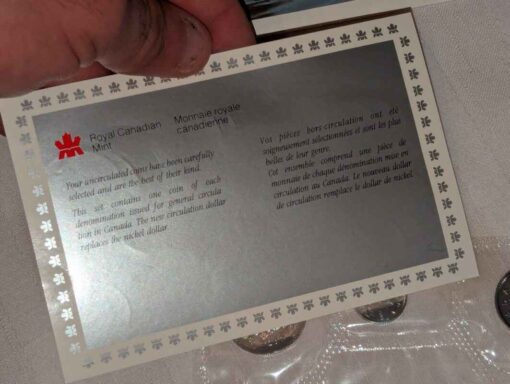 Royal Canadian
Mint
Monnaie royale
canadienne
Your uncirculated coins have been carefully
selected and are the best of their kind.
This set contains one coin of each
denomination issued for general circula
tion in Canada. The new circulation dollar
replaces the nickel dollar.
Vos pièces hors-circulation ont été
soigneusement sélectionnées et sont les plus
belles de leur genre.
Cet ensemble comprend une pièce de
monnaie de chaque dénomination mise en
circulation au Canada. Le nouveau dollar
de circulation remplace le dollar de nickel.